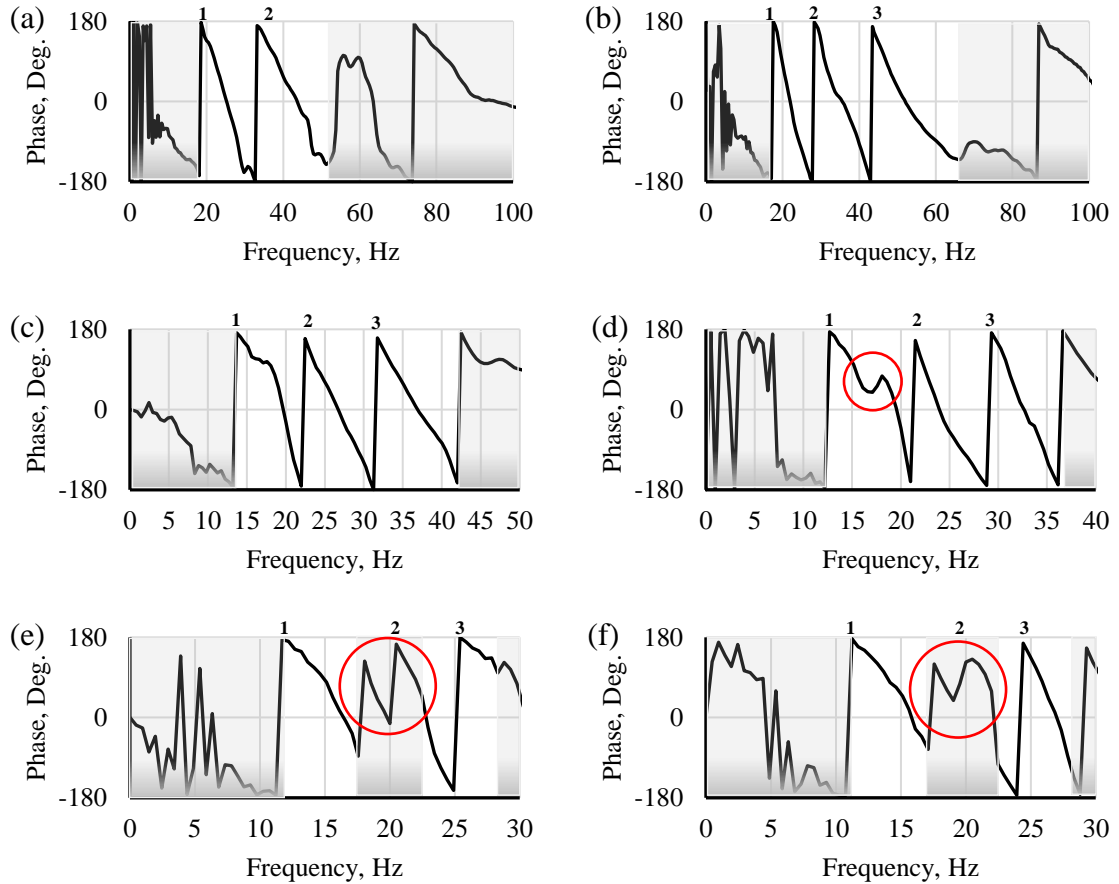 (a) (b)
1 2 1 2 3
180 180
Phase, Deg. Phase, Deg.
0 0
-180 -180
0 20 40 60 80 100 0 20 40 60 80 100
Frequency, Hz Frequency, Hz
(c) (d)
1 2 3 1 2 3
180 180
Phase, Deg. Phase, Deg.
0 0
-180 -180
0 5 10 15 20 25 30 35 40 45 50 0 5 10 15 20 25 30 35 40
Frequency, Hz Frequency, Hz
(e) (f)
1 2 3 1 2 3
180 180
Phase, Deg. Phase, Deg.
0 0
-180 -180
0 5 10 15 20 25 30 0 5 10 15 20 25 30
Frequency, Hz Frequency, Hz